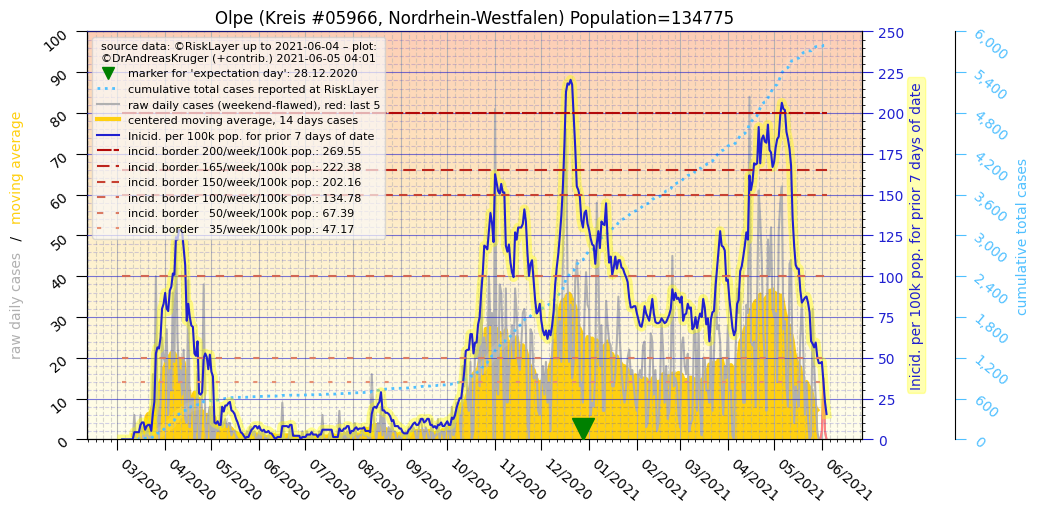 Olpe (Kreis #05966, Nordrhein-Westfalen) Population=134775
source data: ©RiskLayer up to 2021-06-04 – plot:
©DrAndreasKruger (+contrib.) 2021-06-05 04:01
marker for 'expectation day': 28.12.2020
cumulative total cases reported at RiskLayer
raw daily cases (weekend-flawed), red: last 5
centered moving average, 14 days cases
Inicid. per 100k pop. for prior 7 days of date
incid. border 200/week/100k pop.: 269.55
incid. border 165/week/100k pop.: 222.38
incid. border 150/week/100k pop.: 202.16
incid. border 100/week/100k pop.: 134.78
incid. border   50/week/100k pop.: 67.39
incid. border   35/week/100k pop.: 47.17
raw daily cases / moving average
100
90
80
70
60
50
40
30
20
10
0
03/2020
04/2020
05/2020
06/2020
07/2020
08/2020
09/2020
10/2020
11/2020
12/2020
01/2021
02/2021
03/2021
04/2021
05/2021
06/2021
250
225
200
175
150
125
100
75
50
25
0
Inicid. per 100k pop. for prior 7 days of date
6,000
5,400
4,800
4,200
3,600
3,000
2,400
1,800
1,200
600
0
cumulative total cases